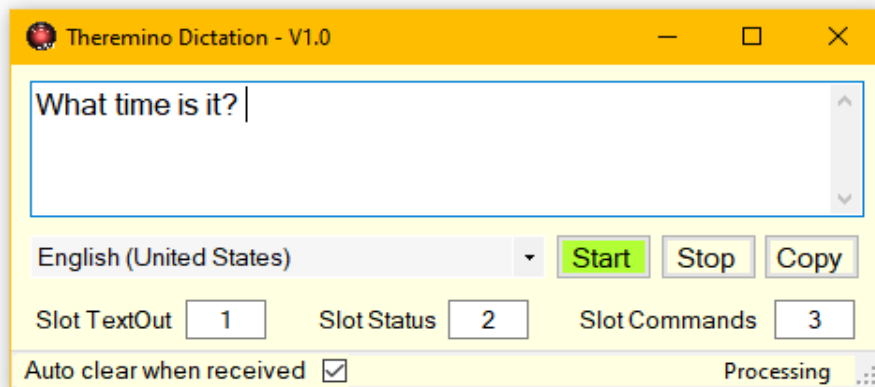 Theremino Dictation - V1.0
What time is it?
English (United States) Start Stop Copy
Slot TextOut 1 Slot Status 2 Slot Commands 3
Auto clear when received Processing